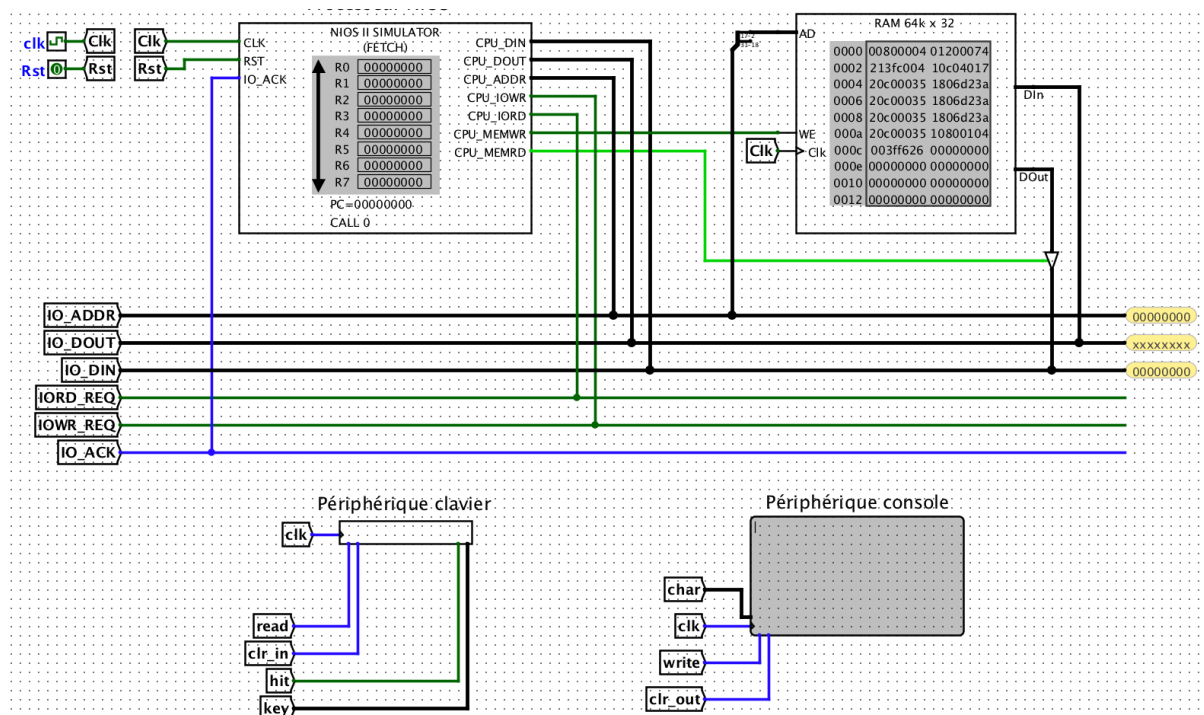 clk
Clk
Clk
Rst
Rst
Rst
NIOS II SIMULATOR
(FETCH)
CLK
RST
IO_ACK
R0 00000000
R1 00000000
R2 00000000
R3 00000000
R4 00000000
R5 00000000
R6 00000000
R7 00000000
PC=00000000
CALL 0
CPU_DIN
CPU_DOUT
CPU_ADDR
CPU_IOWR
CPU_IORD
CPU_MEMWR
CPU_MEMRD
RAM 64k x 32
AD
WE
Clk
Clk
DIn
DOut
0000 00800004 01200074
0002 213fc004 10c04017
0004 20c00035 1806d23a
0006 20c00035 1806d23a
0008 20c00035 1806d23a
000a 20c00035 10800104
000c 003ff626 00000000
000e 00000000 00000000
0010 00000000 00000000
0012 00000000 00000000
IO_ADDR
00000000
IO_DOUT
xxxxxxxx
IO_DIN
00000000
IORD_REQ
IOWR_REQ
IO_ACK
Périphérique clavier
clk
read
clr_in
hit
key
Périphérique console
char
clk
write
clr_out